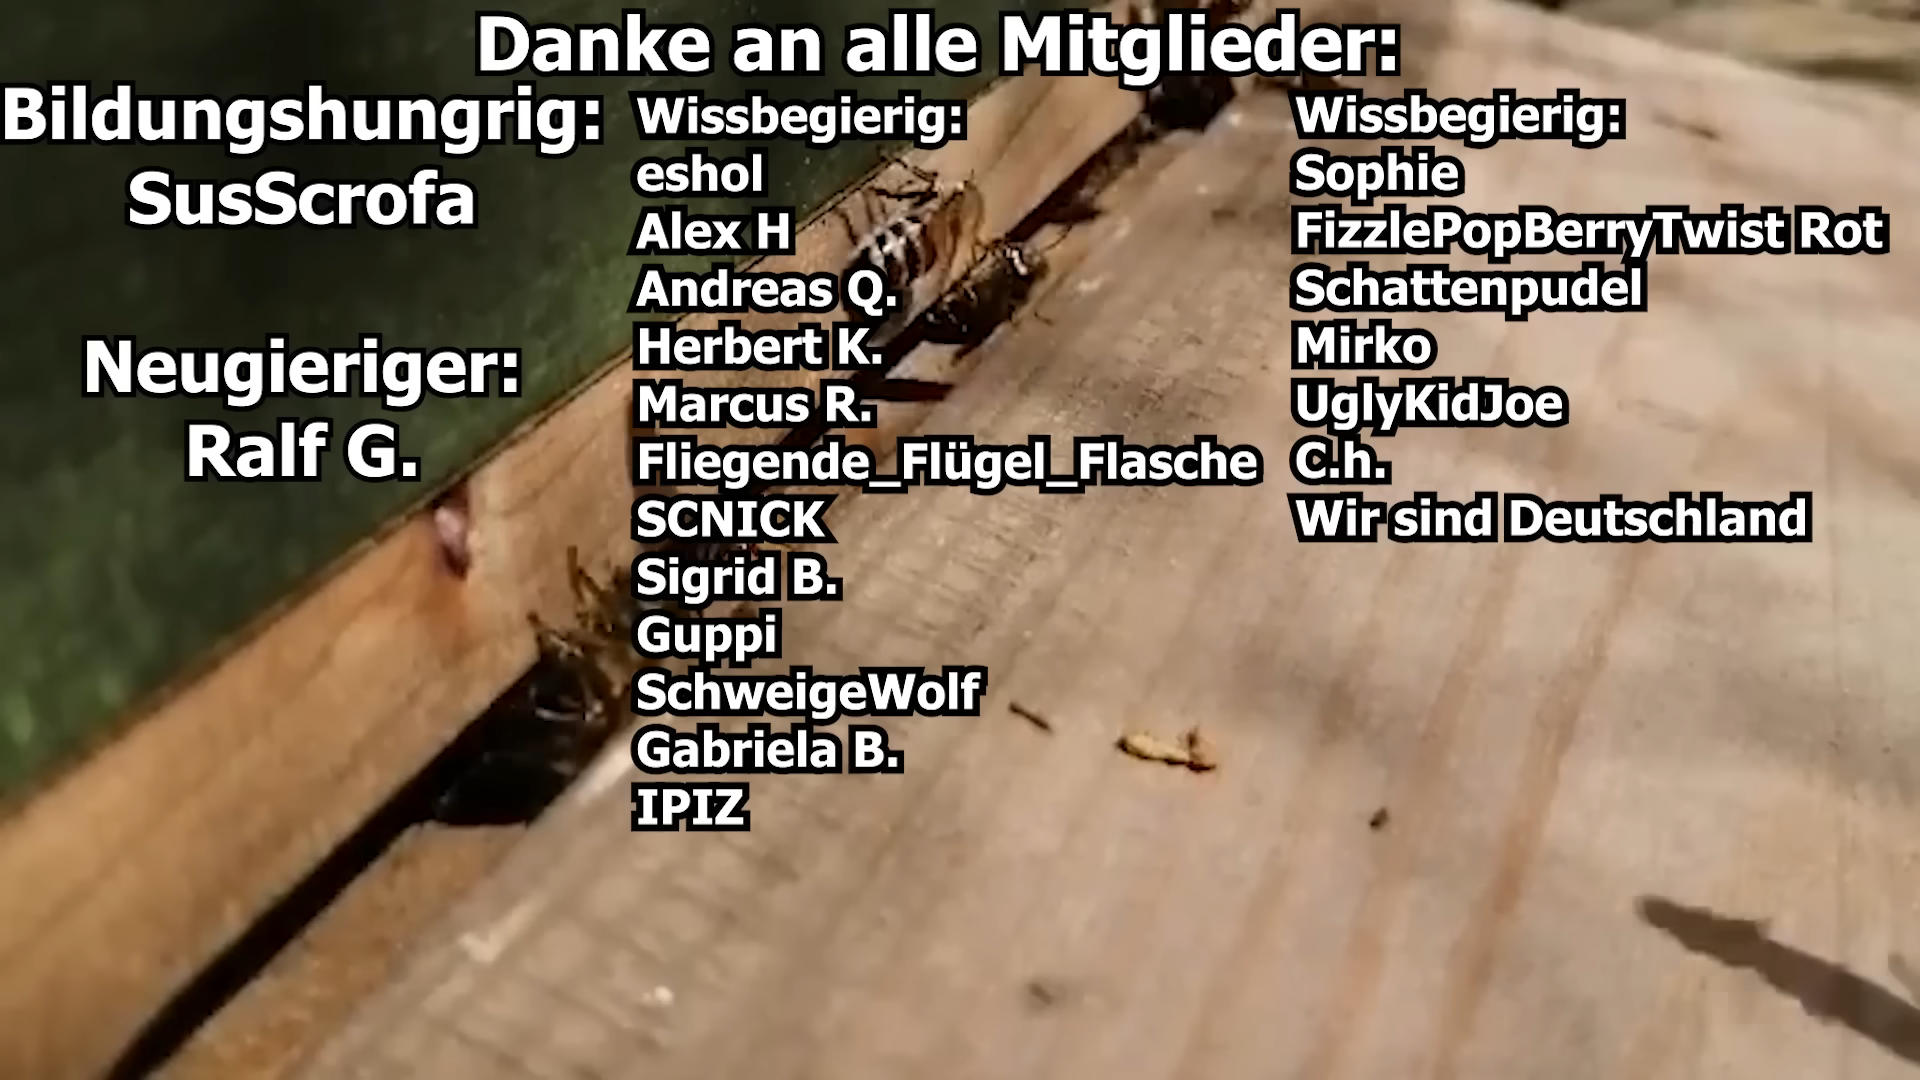 Danke an alle Mitglieder:
Bildungshungrig:
SusScrofa
Neugieriger:
Ralf G.
Wissbegierig:
eshol
Alex H
Andreas Q.
Herbert K.
Marcus R.
Fliegende_Flügel_Flasche
SCNICK
Sigrid B.
Guppi
SchweigeWolf
Gabriela B.
IPIZ
Wissbegierig:
Sophie
FizzlePopBerryTwist Rot
Schattenpudel
Mirko
UglyKidJoe
C.h.
Wir sind Deutschland